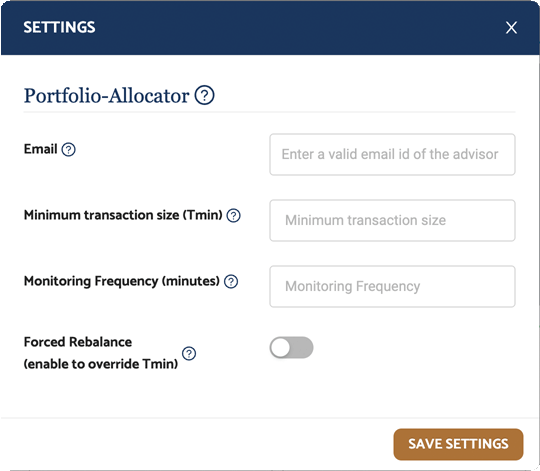 SETTINGS
Portfolio-Allocator ?
Email ?
Enter a valid email id of the advisor
Minimum transaction size (Tmin) ?
Minimum transaction size
Monitoring Frequency (minutes) ?
Monitoring Frequency
Forced Rebalance
(enable to override Tmin) ?
SAVE SETTINGS